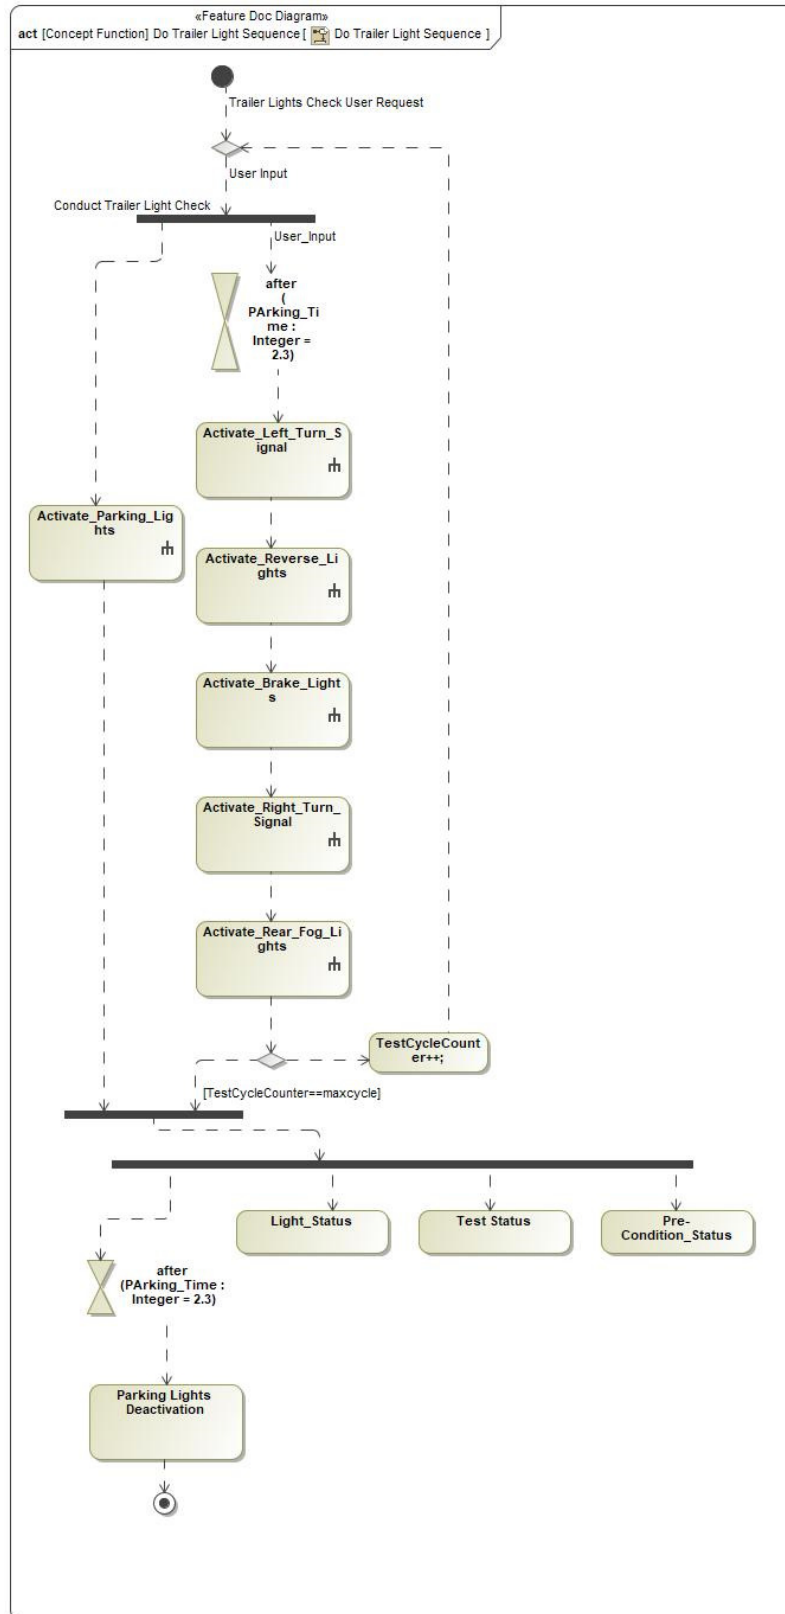 «Feature Doc Diagram»
act [Concept Function] Do Trailer Light Sequence [ Do Trailer Light Sequence ]
Trailer Lights Check User Request
User Input
Conduct Trailer Light Check
User_Input
after
(
PArking_Ti
me :
Integer =
2.3)
Activate_Left_Turn_S
ignal
Activate_Parking_Lig
hts
Activate_Reverse_Li
ghts
Activate_Brake_Light
s
Activate_Right_Turn_
Signal
Activate_Rear_Fog_Li
ghts
TestCycleCount
er++;
[TestCycleCounter==maxcycle]
Light_Status
Test Status
Pre-
Condition_Status
after
(PArking_Time :
Integer = 2.3)
Parking Lights
Deactivation